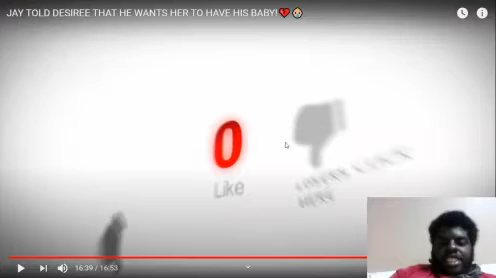 JAY TOLD DESIREE THAT HE WANTS HER TO HAVE HIS BABY!💔👶
0
Like
16:39 / 16:53